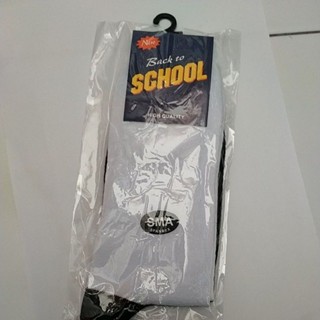 New
Back to
SCHOOL
HIGH QUALITY
SMA